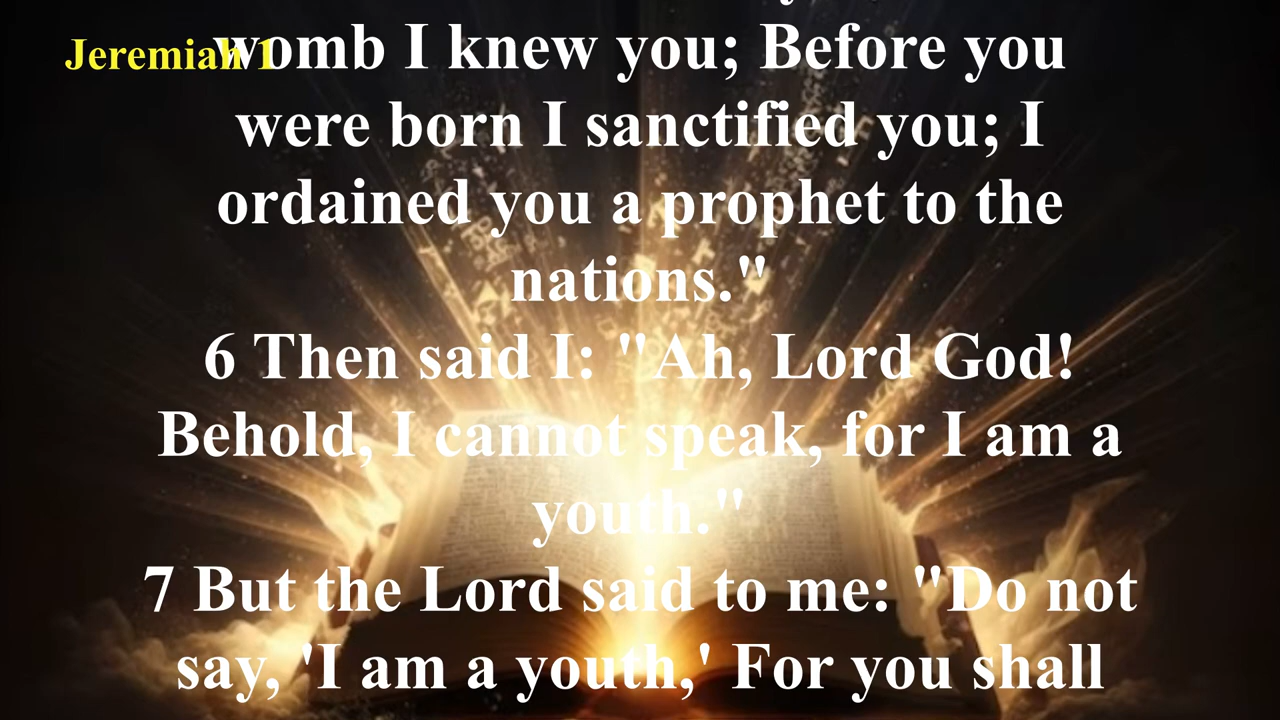 Jeremiah 1
womb I knew you; Before you
were born I sanctified you; I
ordained you a prophet to the
nations."
6 Then said I: "Ah, Lord God!
Behold, I cannot speak, for I am a
youth."
7 But the Lord said to me: "Do not
say, 'I am a youth,' For you shall